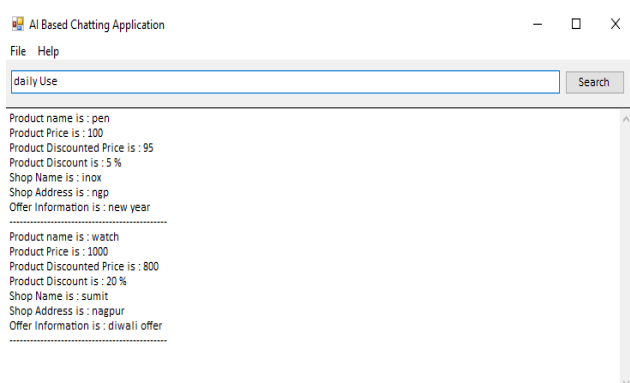 AI Based Chatting Application
File Help
daily Use
Search
Product name is : pen
Product Price is : 100
Product Discounted Price is : 95
Product Discount is : 5 %
Shop Name is : inox
Shop Address is : ngp
Offer Information is : new year
----------------------------------------------
Product name is : watch
Product Price is : 1000
Product Discounted Price is : 800
Product Discount is : 20 %
Shop Name is : sumit
Shop Address is : nagpur
Offer Information is : diwali offer
----------------------------------------------